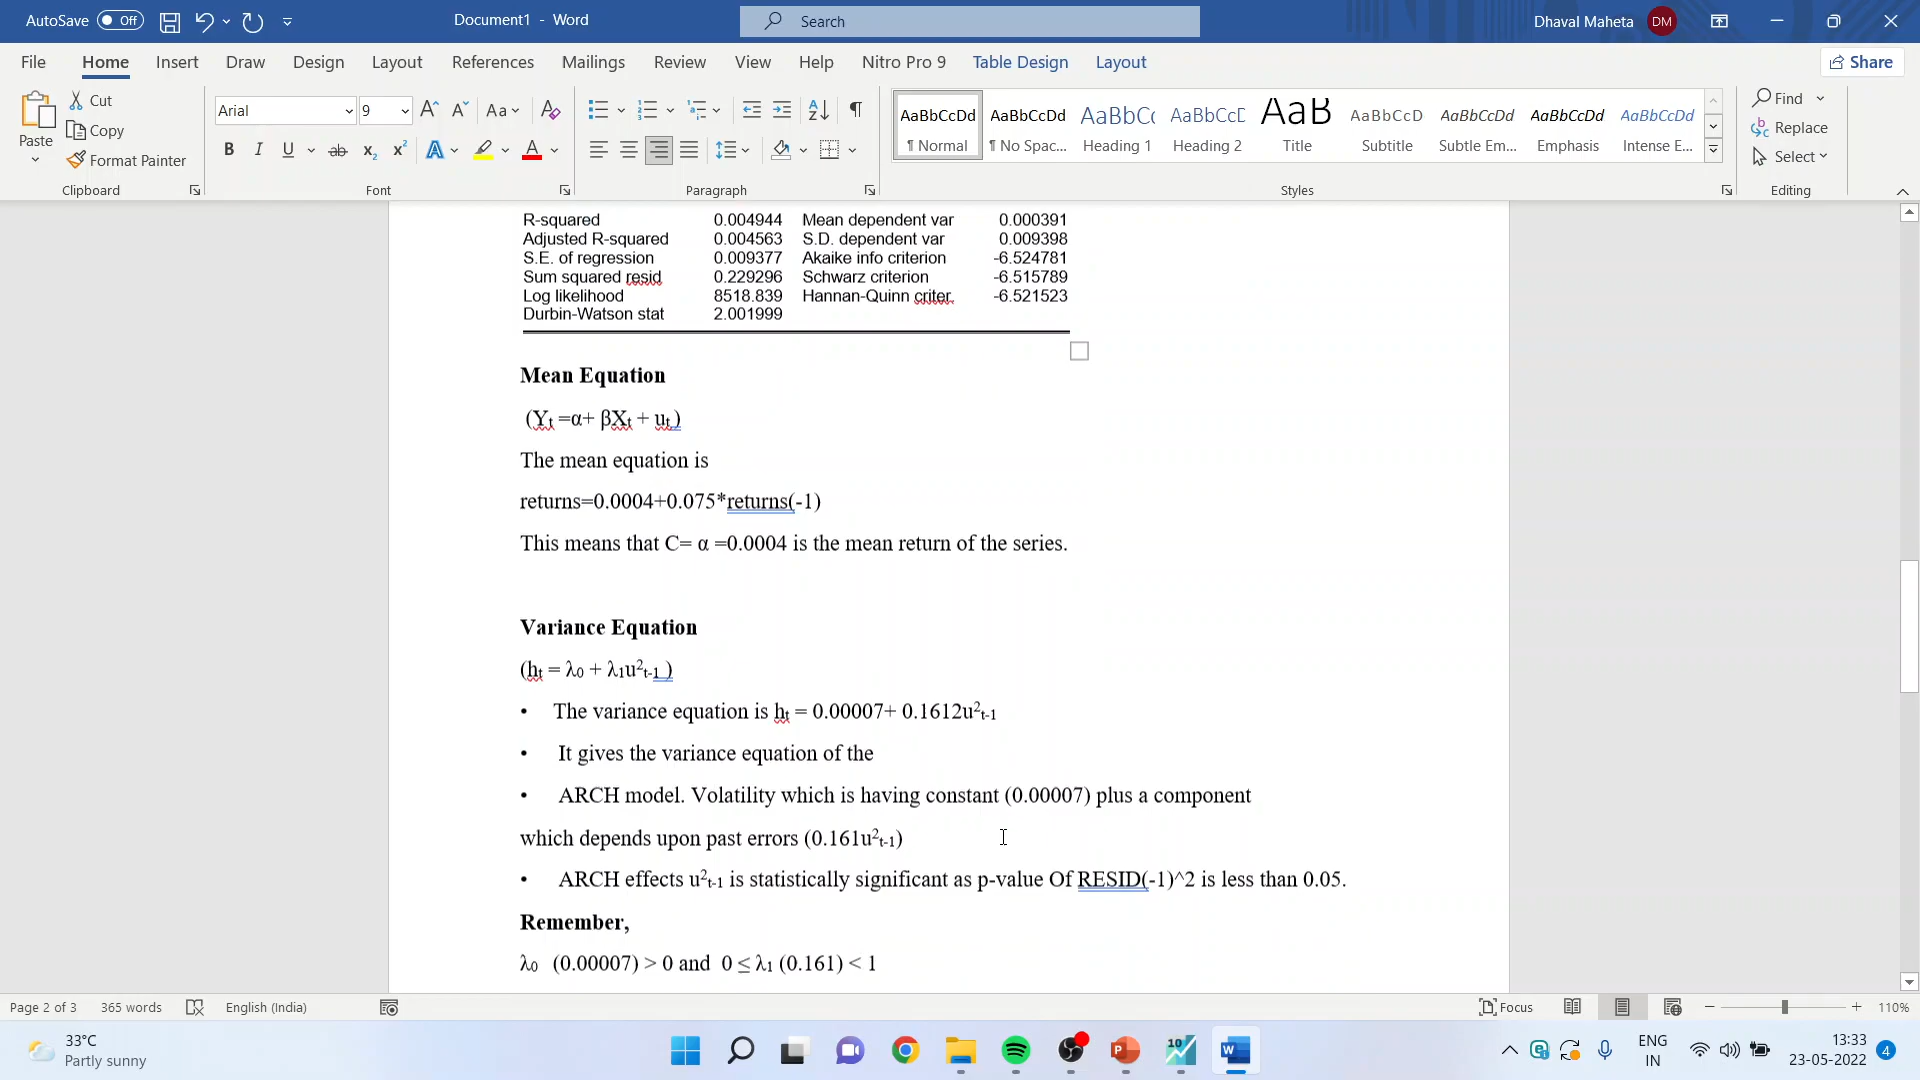 AutoSave Off Document1 - Word Search Dhaval Maheta DM
File Home Insert Draw Design Layout References Mailings Review View Help Nitro Pro 9 Table Design Layout Share
Paste Cut Copy Format Painter Clipboard
Arial 9 Aa B I U ab x₂ x² A A Font
Paragraph
AaBbCcDd AaBbCcDd AaBbCc AaBbCcD AaB AaBbCcD AaBbCcDd AaBbCcDd AaBbCcDd
¶ Normal ¶ No Spac... Heading 1 Heading 2 Title Subtitle Subtle Em... Emphasis Intense E...
Styles
Find Replace Select Editing
R-squared 0.004944 Mean dependent var 0.000391
Adjusted R-squared 0.004563 S.D. dependent var 0.009398
S.E. of regression 0.009377 Akaike info criterion -6.524781
Sum squared resid 0.229296 Schwarz criterion -6.515789
Log likelihood 8518.839 Hannan-Quinn criter. -6.521523
Durbin-Watson stat 2.001999
Mean Equation
(Yₜ =α+ βXₜ + uₜ)
The mean equation is
returns=0.0004+0.075*returns(-1)
This means that C= α =0.0004 is the mean return of the series.
Variance Equation
(hₜ = λ₀ + λ₁u²ₜ₋₁ )
• The variance equation is hₜ = 0.00007+ 0.1612u²ₜ₋₁
• It gives the variance equation of the
• ARCH model. Volatility which is having constant (0.00007) plus a component
which depends upon past errors (0.161u²ₜ₋₁)
• ARCH effects u²ₜ₋₁ is statistically significant as p-value Of RESID(-1)^2 is less than 0.05.
Remember,
λ₀ (0.00007) > 0 and 0 ≤ λ₁ (0.161) < 1
Page 2 of 3 365 words English (India) Focus 110%
33°C
Partly sunny
10
ENG
IN
13:33
23-05-2022
4